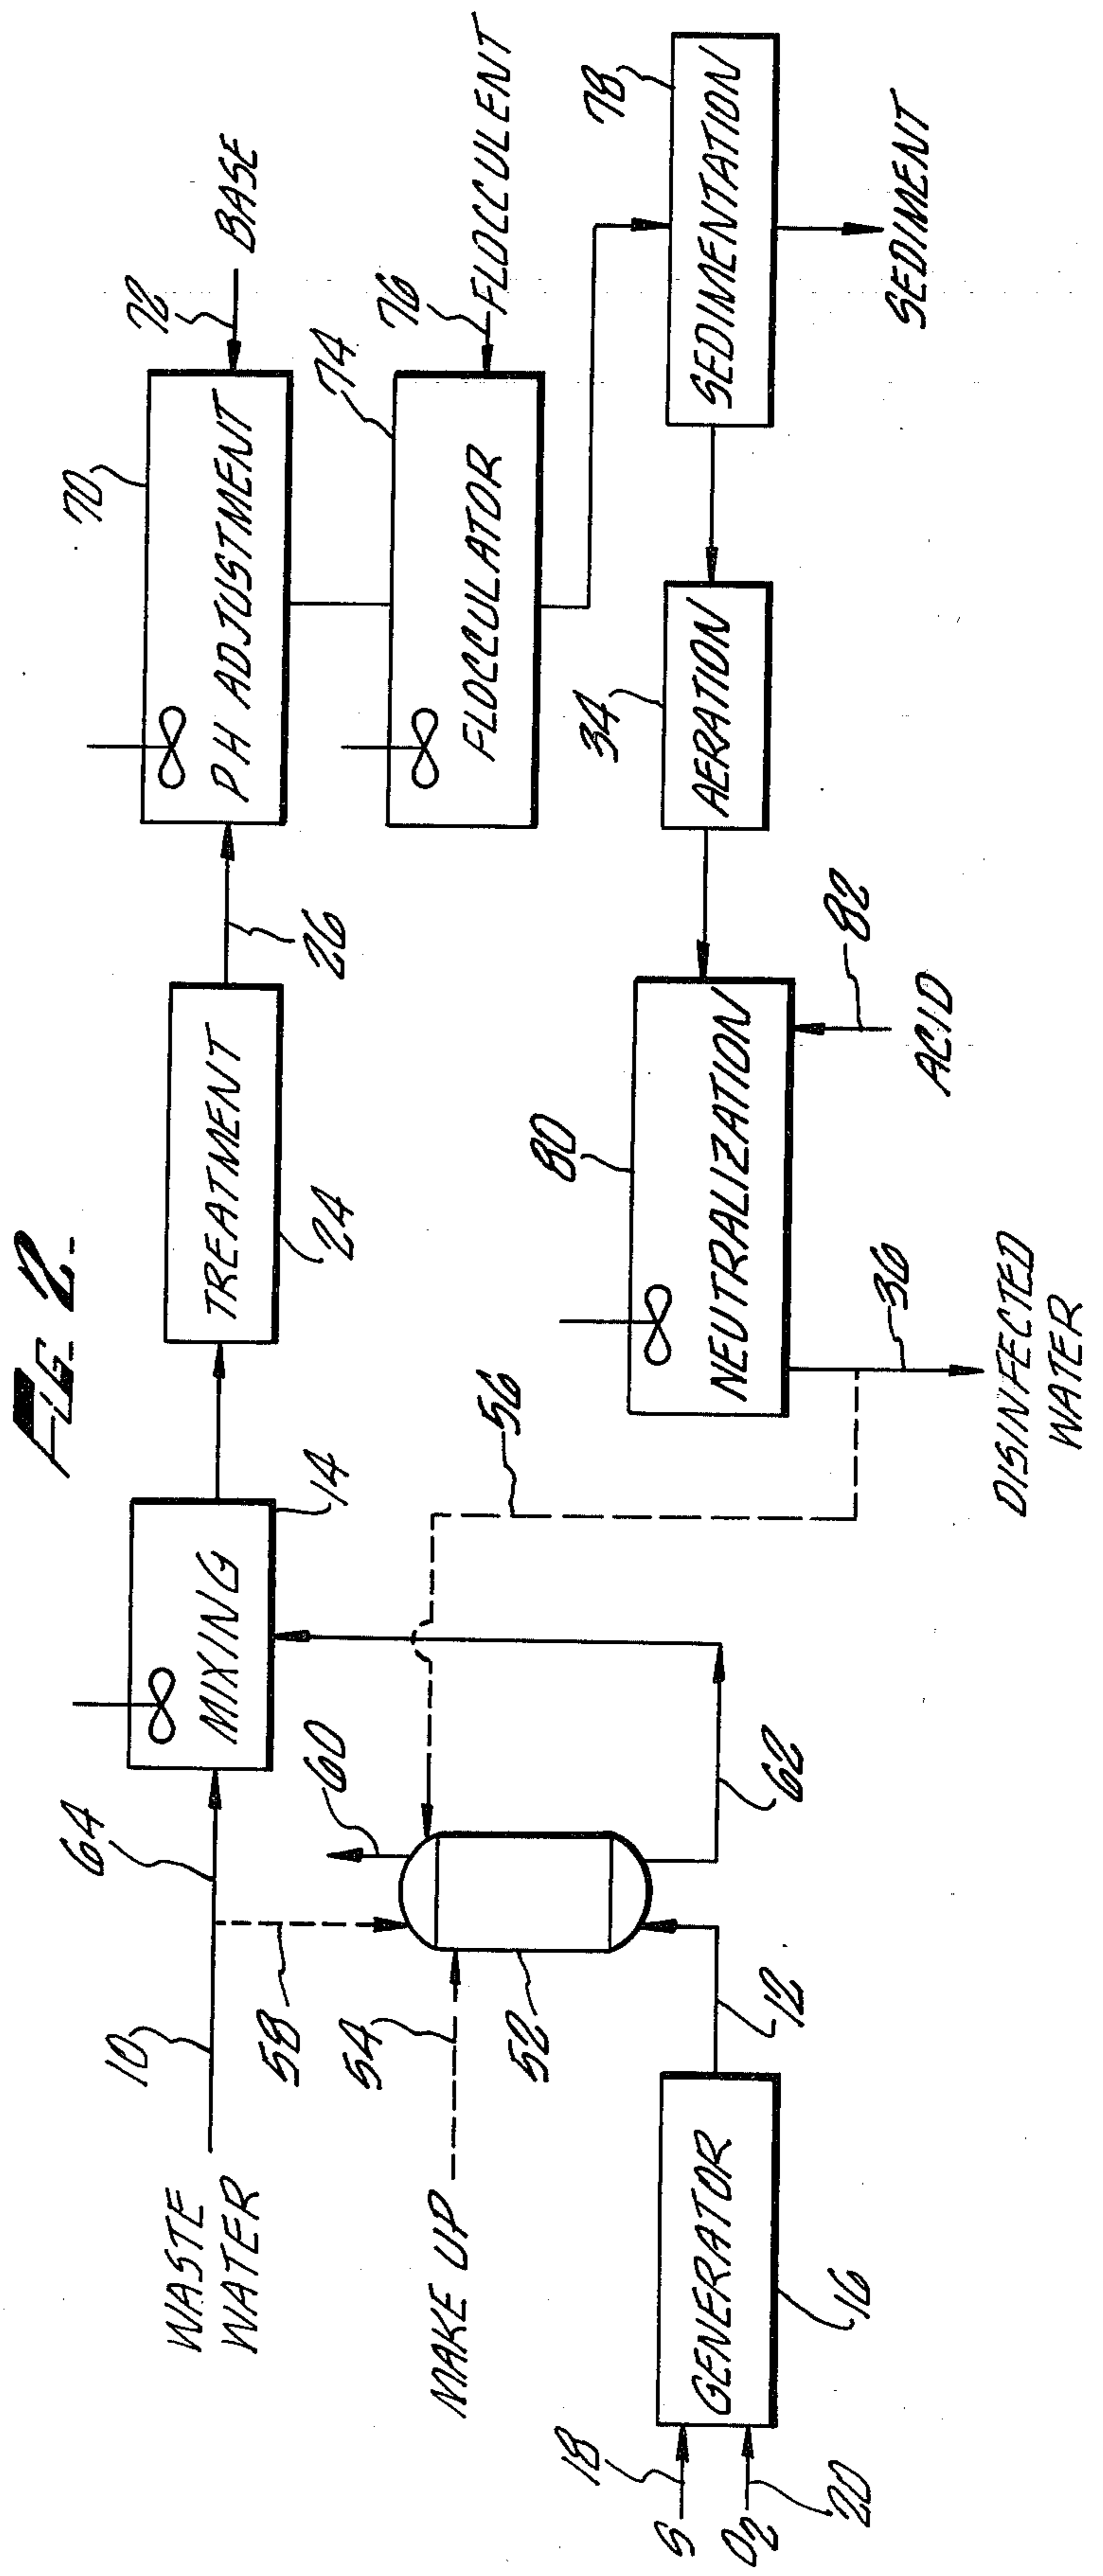 FIG. 2.
WASTE
WATER
10
64
MIXING
14
TREATMENT
24
26
70
PH ADJUSTMENT
72
BASE
58
60
56
74
FLOCCULATOR
76
FLOCCULENT
MAKE UP
54
52
62
80
NEUTRALIZATION
34
AERATION
78
SEDIMENTATION
S
18
O2
20
GENERATOR
16
12
36
DISINFECTED
WATER
82
ACID
SEDIMENT